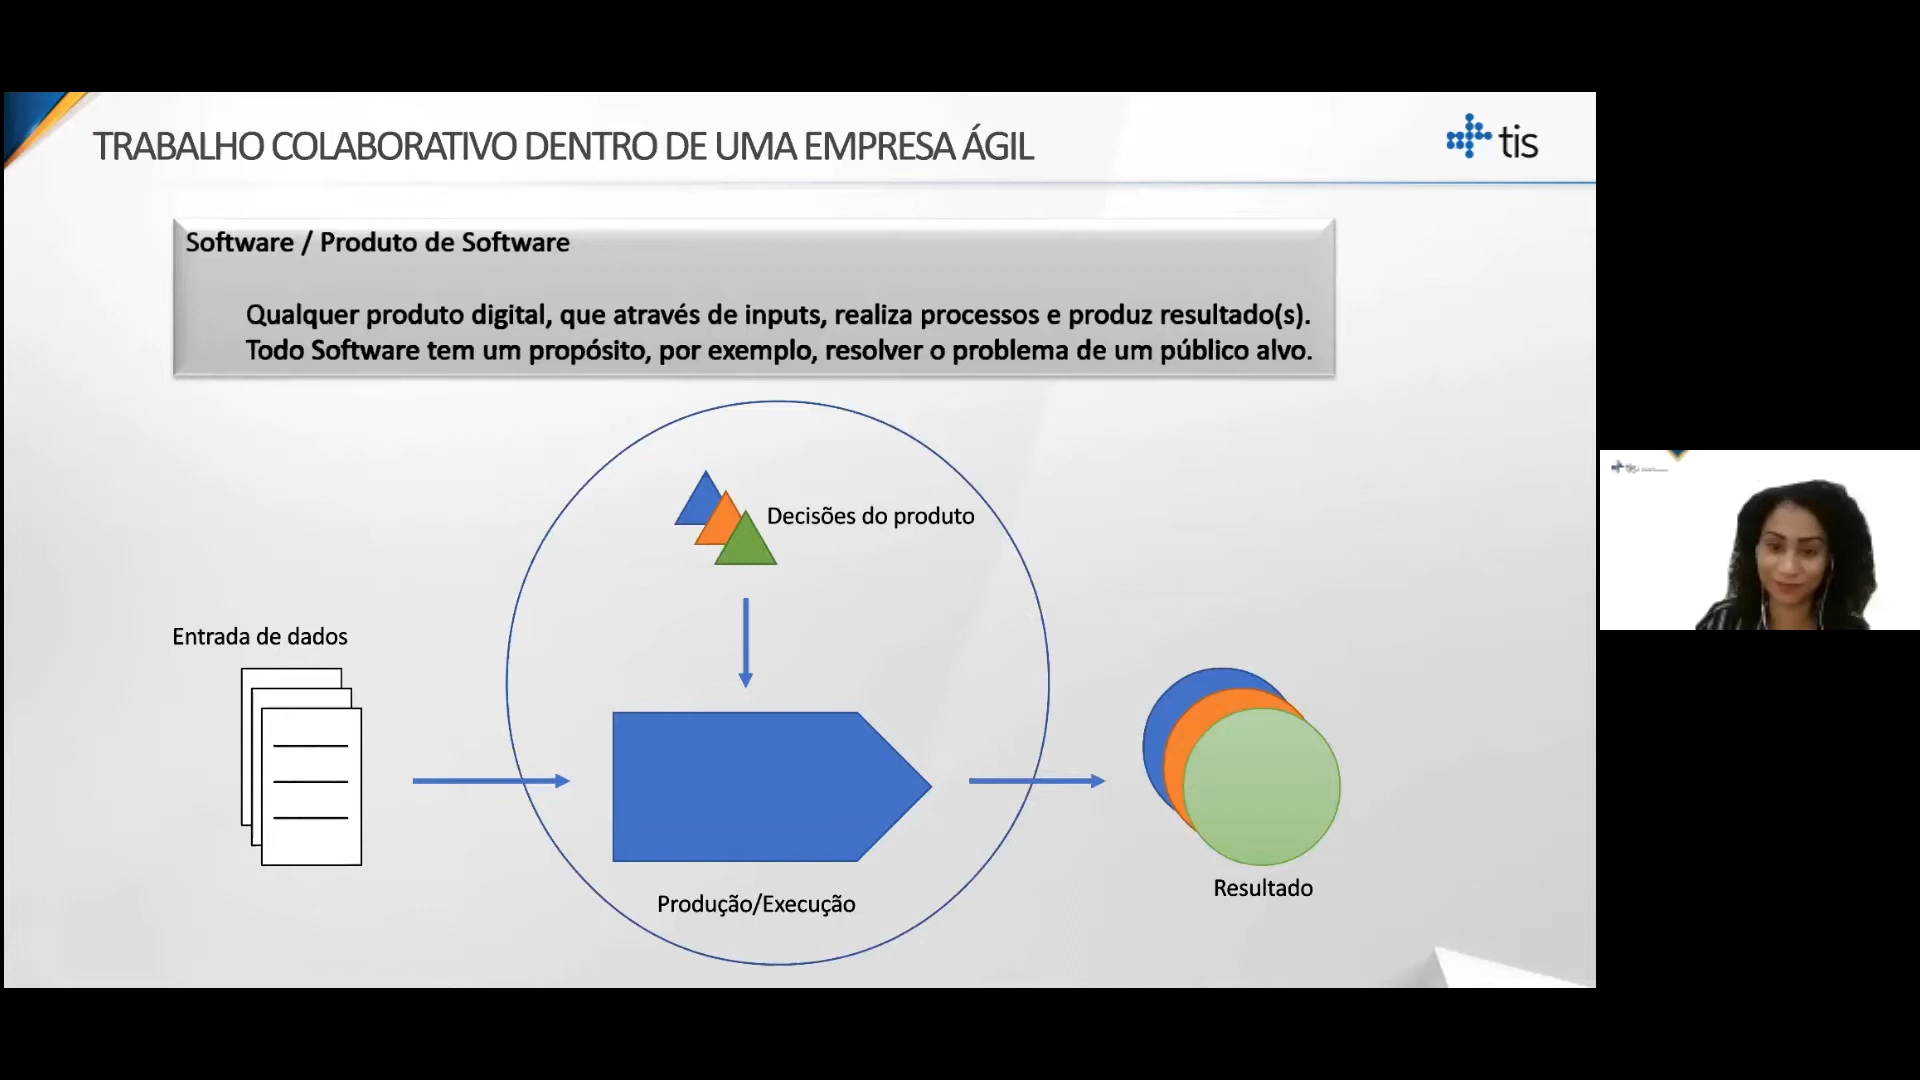 TRABALHO COLABORATIVO DENTRO DE UMA EMPRESA ÁGIL
tis
Software / Produto de Software
Qualquer produto digital, que através de inputs, realiza processos e produz resultado(s).
Todo Software tem um propósito, por exemplo, resolver o problema de um público alvo.
Decisões do produto
Entrada de dados
Produção/Execução
Resultado
tis